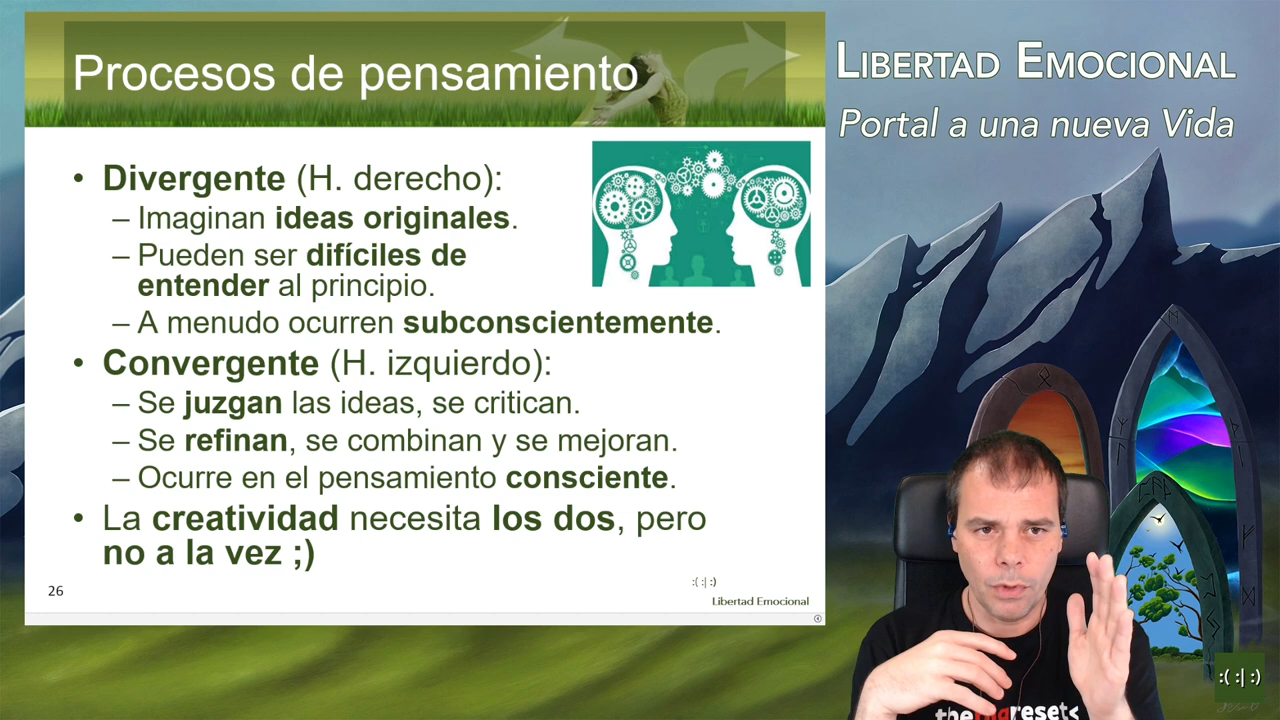 Procesos de pensamiento
• Divergente (H. derecho):
– Imaginan ideas originales.
– Pueden ser difíciles de
entender al principio.
– A menudo ocurren subconscientemente.
• Convergente (H. izquierdo):
– Se juzgan las ideas, se critican.
– Se refinan, se combinan y se mejoran.
– Ocurre en el pensamiento consciente.
• La creatividad necesita los dos, pero
no a la vez ;)
26
:( :| :)
Libertad Emocional
LIBERTAD EMOCIONAL
Portal a una nueva Vida
:( :| :)